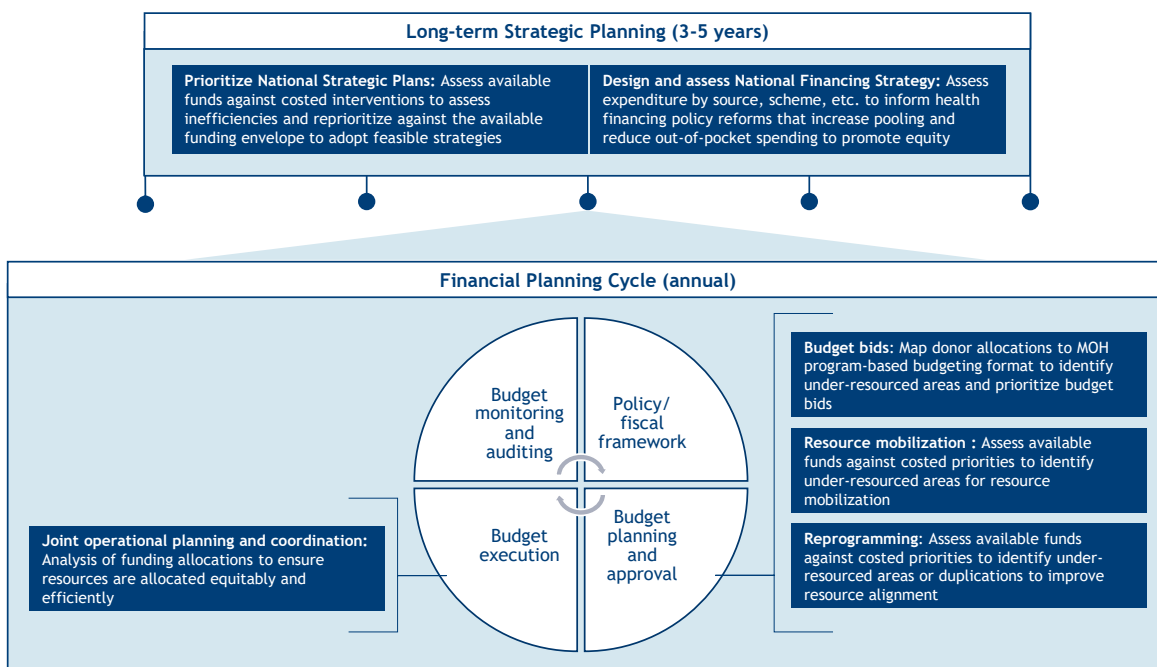 Long-term Strategic Planning (3-5 years)
Prioritize National Strategic Plans: Assess available
funds against costed interventions to assess
inefficiencies and reprioritize against the available
funding envelope to adopt feasible strategies
Design and assess National Financing Strategy: Assess
expenditure by source, scheme, etc. to inform health
financing policy reforms that increase pooling and
reduce out-of-pocket spending to promote equity
Financial Planning Cycle (annual)
Budget
monitoring
and
auditing
Policy/
fiscal
framework
Budget
execution
Budget
planning
and
approval
Joint operational planning and coordination:
Analysis of funding allocations to ensure
resources are allocated equitably and
efficiently
Budget bids: Map donor allocations to MOH
program-based budgeting format to identify
under-resourced areas and prioritize budget
bids
Resource mobilization : Assess available
funds against costed priorities to identify
under-resourced areas for resource
mobilization
Reprogramming: Assess available funds
against costed priorities to identify under-
resourced areas or duplications to improve
resource alignment